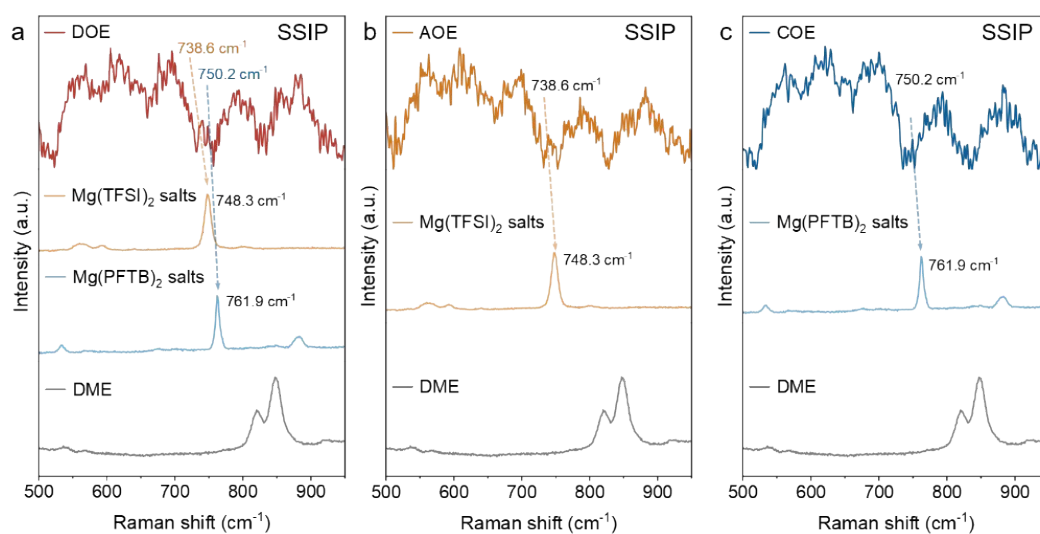 a
DOE
SSIP
738.6 cm⁻¹
750.2 cm⁻¹
Mg(TFSI)₂ salts
748.3 cm⁻¹
Mg(PFTB)₂ salts
761.9 cm⁻¹
DME
500 600 700 800 900
Raman shift (cm⁻¹)
Intensity (a.u.)
b
AOE
SSIP
738.6 cm⁻¹
Mg(TFSI)₂ salts
748.3 cm⁻¹
DME
500 600 700 800 900
Raman shift (cm⁻¹)
Intensity (a.u.)
c
COE
SSIP
750.2 cm⁻¹
Mg(PFTB)₂ salts
761.9 cm⁻¹
DME
500 600 700 800 900
Raman shift (cm⁻¹)
Intensity (a.u.)